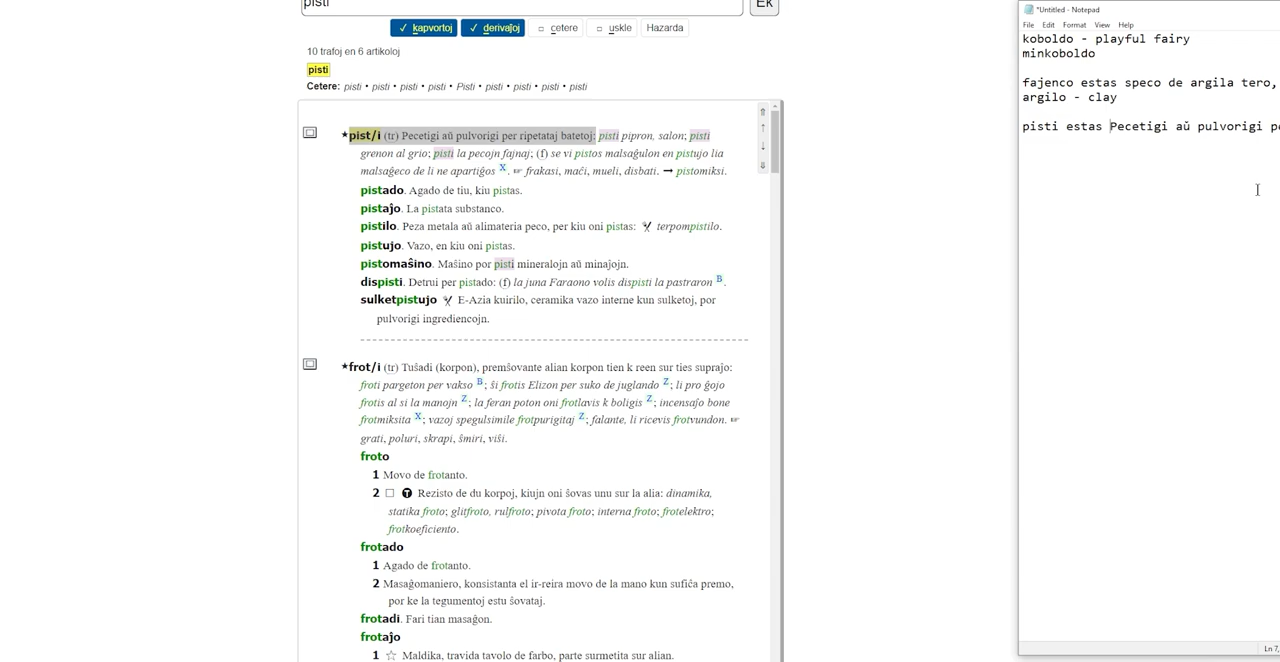 pisti
Ek
✓ kapvortoj ✓ derivaĵoj □ cetere □ uskle Hazarda
10 trafoj en 6 artikoloj
pisti
Cetere: pisti • pisti • pisti • pisti • Pisti • pisti • pisti • pisti • pisti
★pist/i (tr) Pecetigi aŭ pulvorigi per ripetataj batetoj: pisti pipron, salon; pisti
grenon al grio; pisti la pecojn fajnaj; (f) se vi pistos malsaĝulon en pistujo lia
malsaĝeco de li ne apartiĝos X. ☞ frakasi, maĉi, mueli, disbati. ➞ pistomiksi.
pistado. Agado de tiu, kiu pistas.
pistaĵo. La pistata substanco.
pistilo. Peza metala aŭ alimateria peco, per kiu oni pistas: terpompistilo.
pistujo. Vazo, en kiu oni pistas.
pistomaŝino. Maŝino por pisti mineralojn aŭ minaĵojn.
dispisti. Detrui per pistado: (f) la juna Faraono volis dispisti la pastraron B.
sulketpistujo E-Azia kuirilo, ceramika vazo interne kun sulketoj, por
pulvorigi ingrediencojn.
★frot/i (tr) Tuŝadi (korpon), premŝovante alian korpon tien k reen sur ties supraĵo:
froti pargeton per vakso B; ŝi frotis Elizon per suko de juglando Z; li pro ĝojo
frotis al si la manojn Z; la feran poton oni frotlavis k boligis Z; incensaĵo bone
frotmiksita X; vazoj spegulsimile frotpurigitaj Z; falante, li ricevis frotvundon. ☞
grati, poluri, skrapi, ŝmiri, viŝi.
froto
1 Movo de frotanto.
2 □ T Rezisto de du korpoj, kiujn oni ŝovas unu sur la alia: dinamika,
statika froto; glitfroto, rulfroto; pivota froto; interna froto; frotelektro;
frotkoeficiento.
frotado
1 Agado de frotanto.
2 Masaĝomaniero, konsistanta el ir-reira movo de la mano kun sufiĉa premo,
por ke la tegumentoj estu ŝovataj.
frotadi. Fari tian masaĝon.
frotaĵo
1 ☆ Maldika, travida tavolo de farbo, parte surmetita sur alian.
*Untitled - Notepad
File Edit Format View Help
koboldo - playful fairy
minkoboldo
fajenco estas speco de argila tero,
argilo - clay
pisti estas Pecetigi aŭ pulvorigi pe
Ln 7,